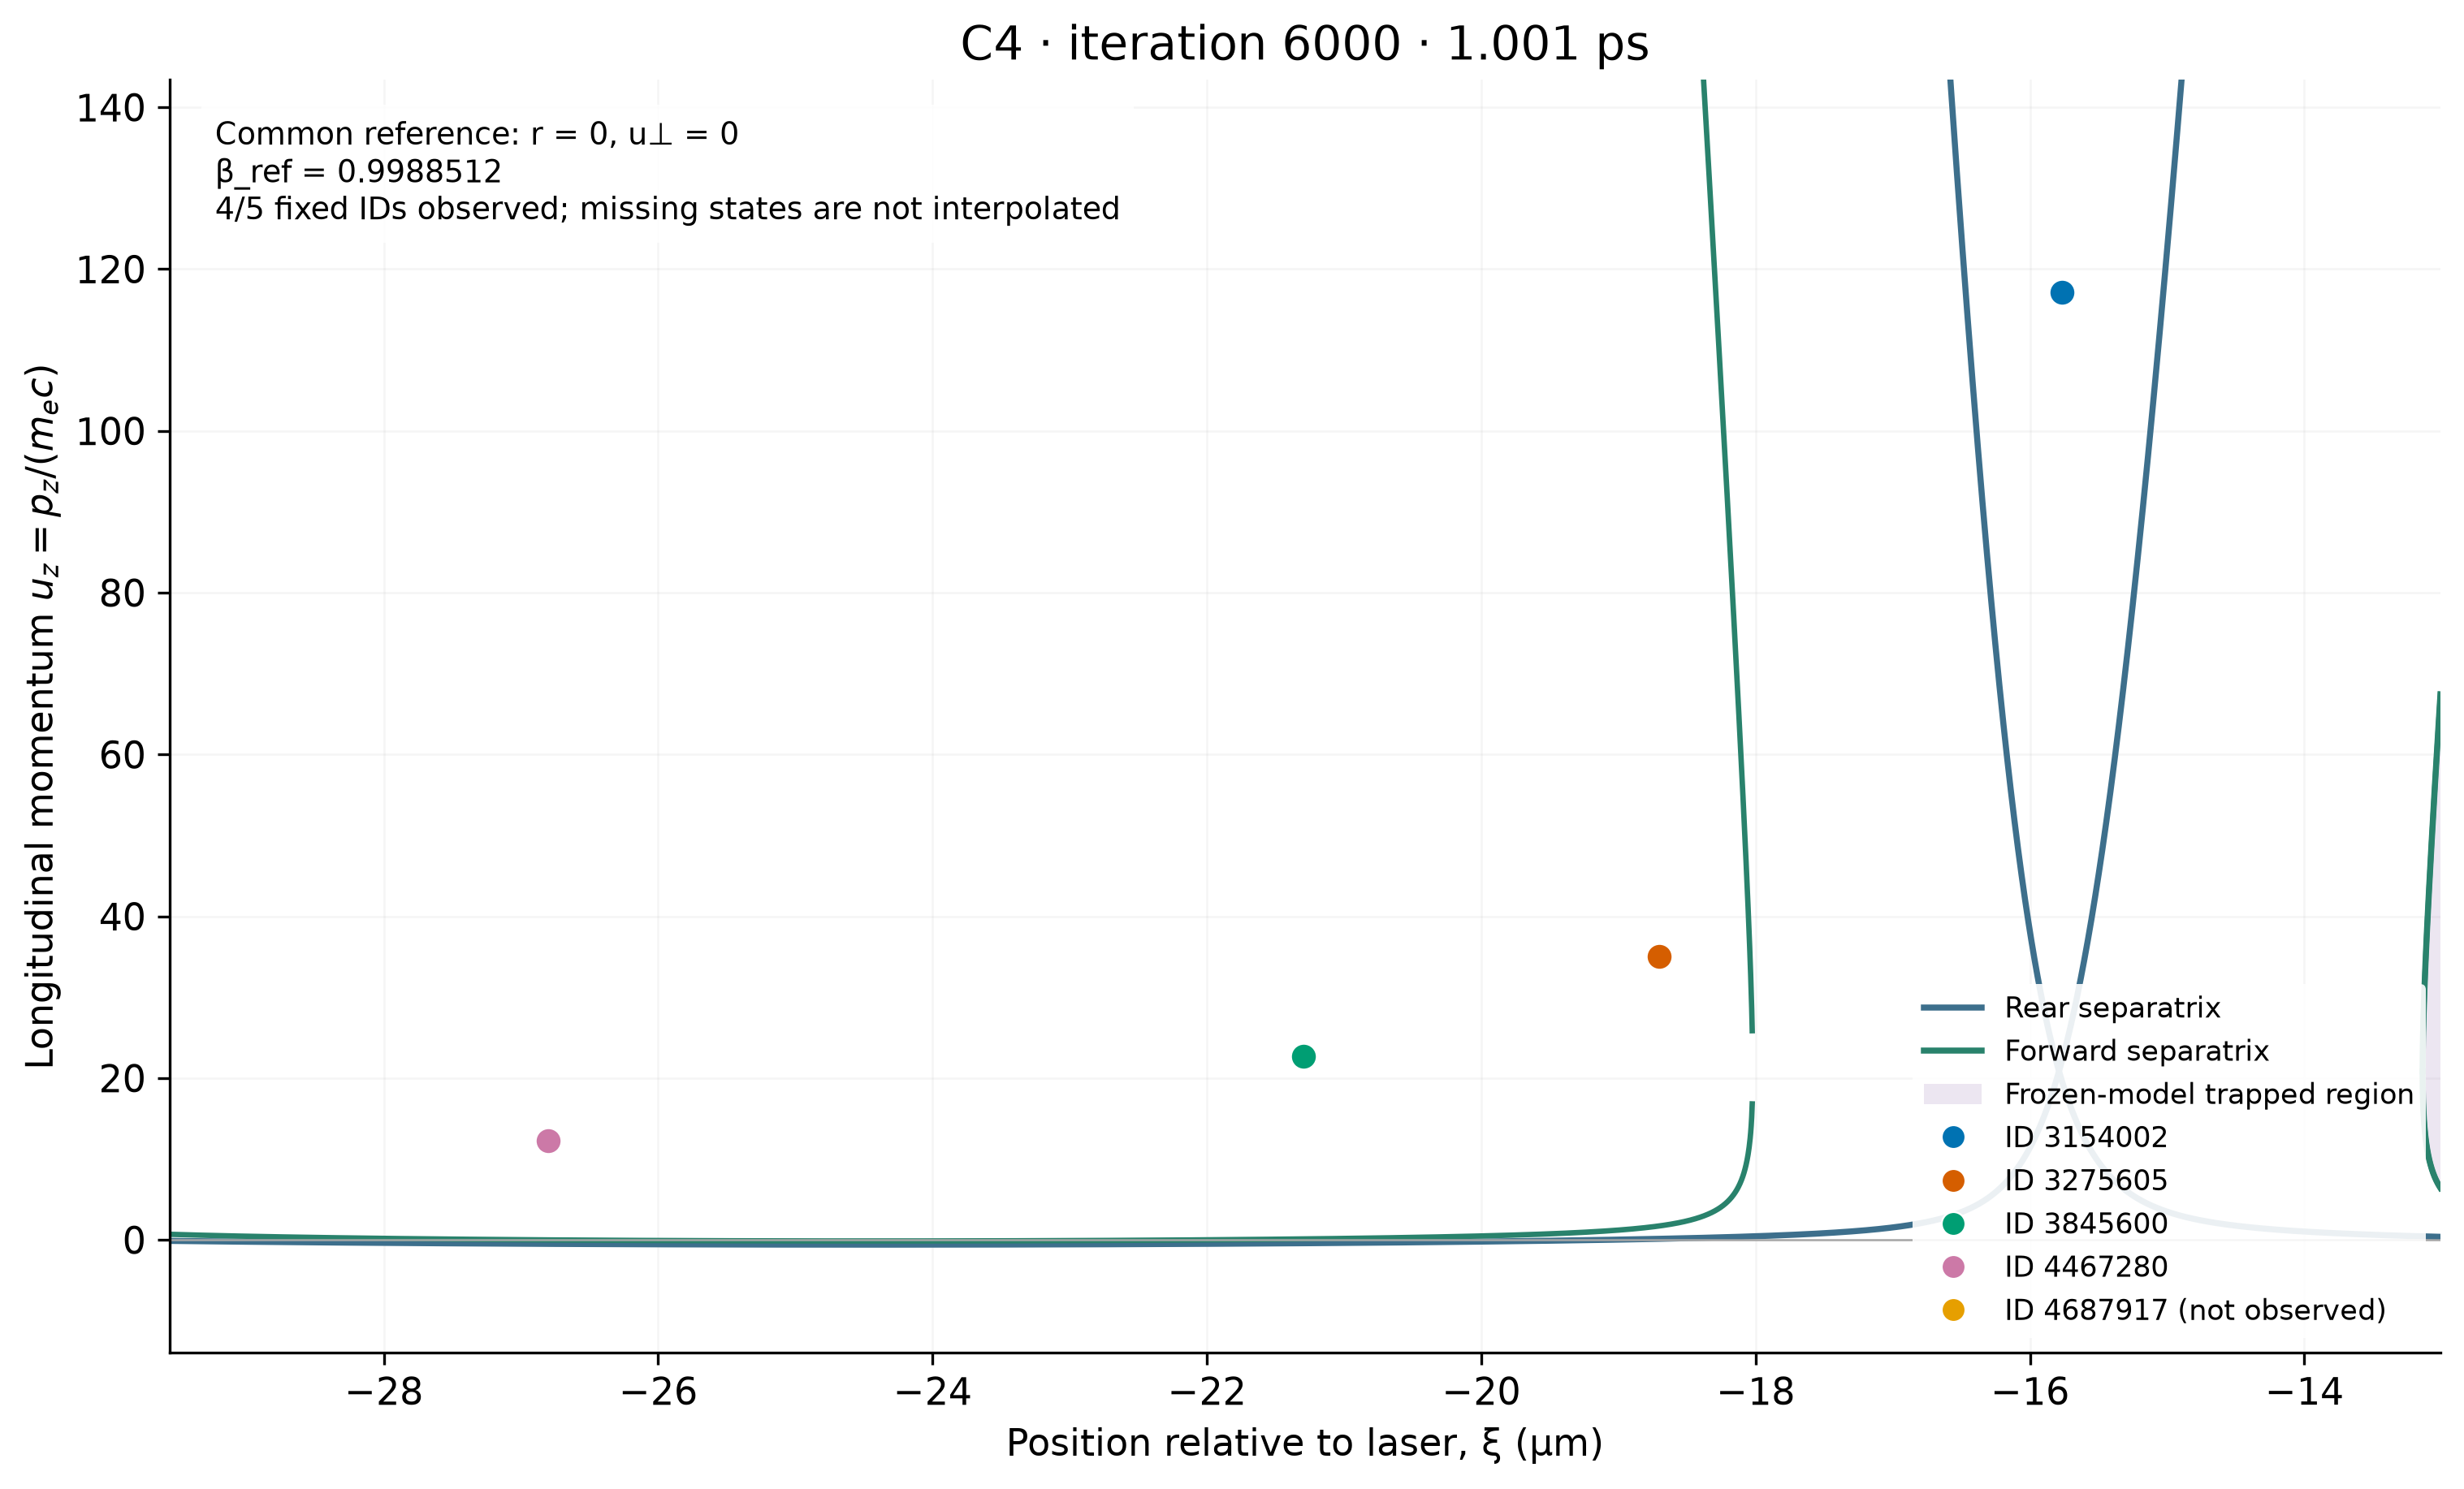 C4 · iteration 6000 · 1.001 ps
Common reference: r = 0, u⊥ = 0
β_ref = 0.9988512
4/5 fixed IDs observed; missing states are not interpolated
Longitudinal momentum u_z = p_z/(m_e c)
140
120
100
80
60
40
20
0
Rear separatrix
Forward separatrix
Frozen-model trapped region
ID 3154002
ID 3275605
ID 3845600
ID 4467280
ID 4687917 (not observed)
−28 −26 −24 −22 −20 −18 −16 −14
Position relative to laser, ξ (μm)